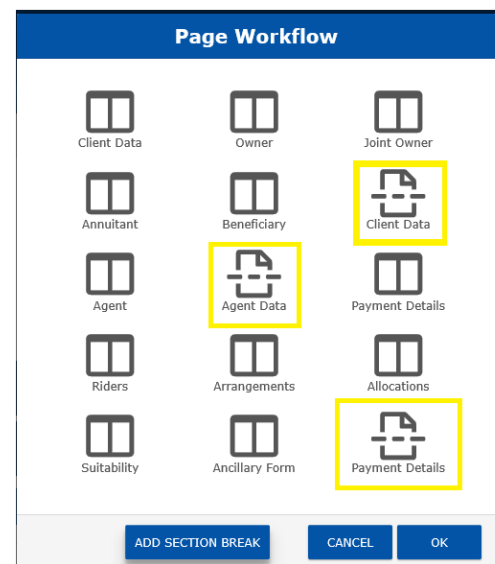 Page Workflow
Client Data
Owner
Joint Owner
Annuitant
Beneficiary
Client Data
Agent
Agent Data
Payment Details
Riders
Arrangements
Allocations
Suitability
Ancillary Form
Payment Details
ADD SECTION BREAK
CANCEL
OK